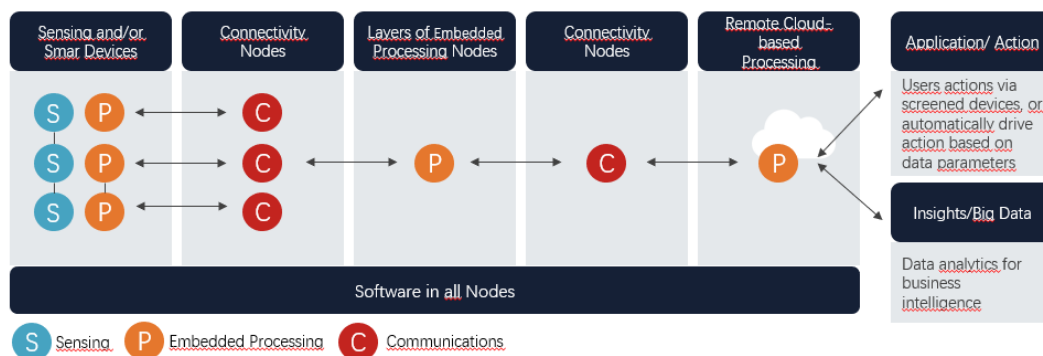 Sensing and/or
Smar Devices
Connectivity
Nodes
Layers of Embedded
Processing Nodes
Connectivity
Nodes
Remote Cloud-
based
Processing
Application/ Action
S P C
S P C P C P
S P C
Users actions via
screened devices, or
automatically drive
action based on
data parameters
Insights/Big Data
Data analytics for
business
intelligence
Software in all Nodes
S Sensing P Embedded Processing C Communications